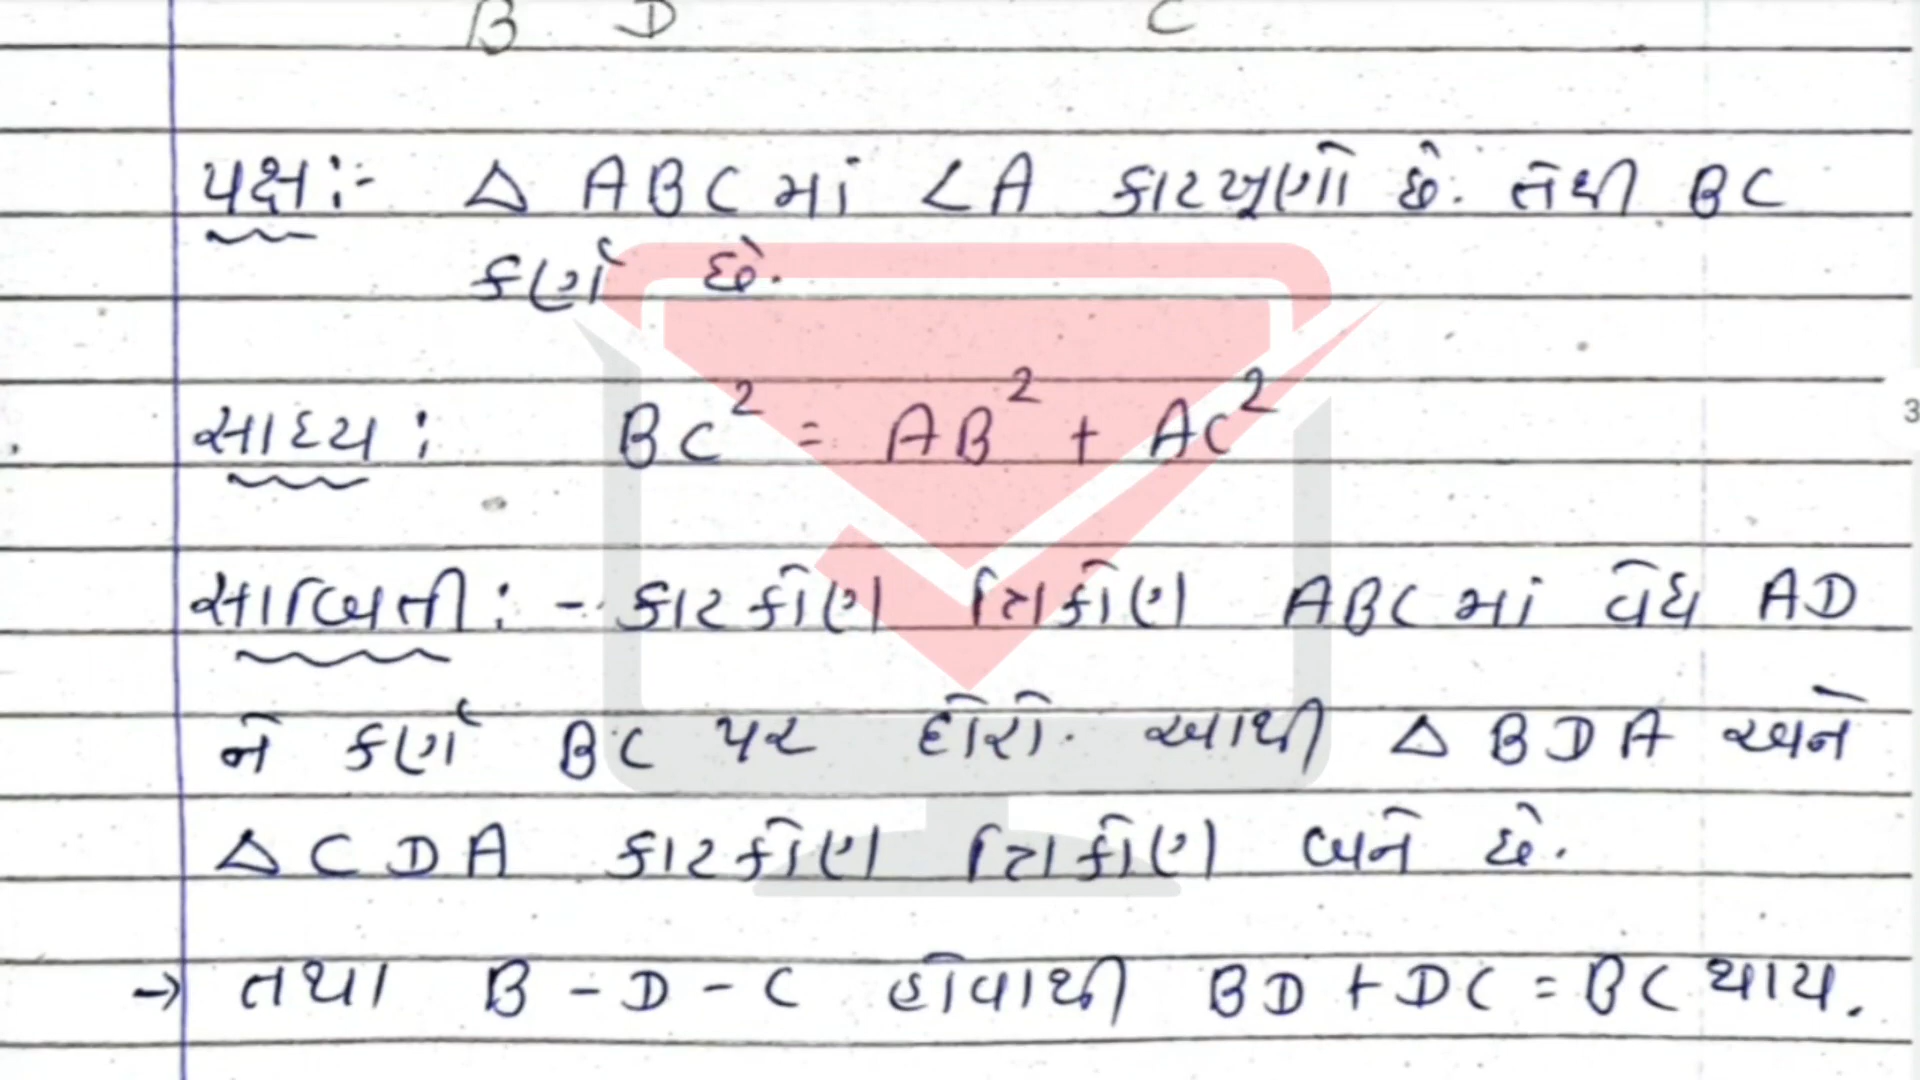 B D C
પક્ષ:- △ ABC માં ∠A કાટખૂણો છે. તેથી BC
કર્ણ છે.
3
સાધ્ય : BC² = AB² + AC²
સાબિતી: - કાટકોણ ત્રિકોણ ABC માં વેધ AD
ને કર્ણ BC પર દોરો. આથી △ BDA અને
△ CDA કાટકોણ ત્રિકોણ બને છે.
→ તથા B - D - C હોવાથી BD + DC = BC થાય.